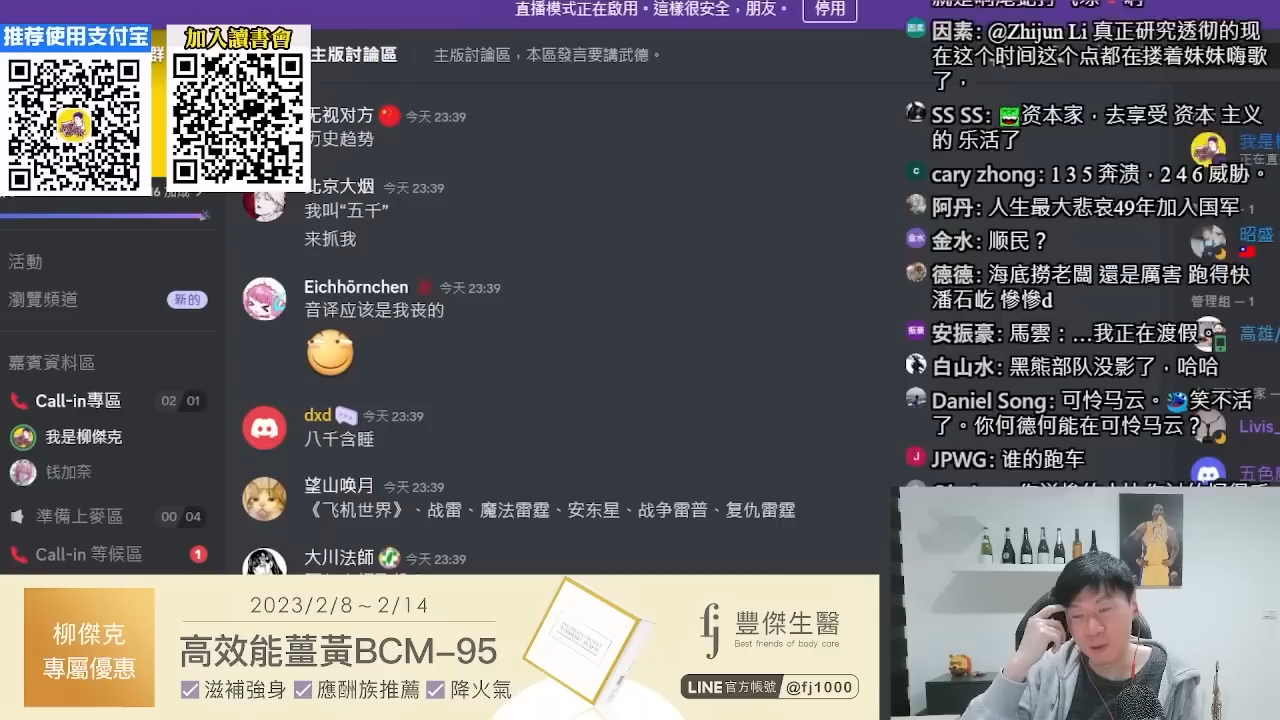 直播模式正在啟用。這樣很安全，朋友。
停用
推荐使用支付宝
加入讀書會
群
主版討論區
主版討論區，本區發言要講武德。
无视对方
今天 23:39
历史趋势
北京大烟
今天 23:39
我叫“五千”
来抓我
活動
瀏覽頻道
新的
Eichhörnchen
今天 23:39
音译应该是我丧的
嘉賓資料區
Call-in專區
02 01
我是柳傑克
钱加奈
準備上麥區
00 04
Call-in 等候區
1
dxd
今天 23:39
八千含睡
望山唤月
今天 23:39
《飞机世界》、战雷、魔法雷霆、安东星、战争雷普、复仇雷霆
大川法師
今天 23:39
因素: @Zhijun Li 真正研究透彻的现
在这个时间这个点都在搂着妹妹嗨歌
了，
SS SS: 资本家，去享受 资本 主义
的 乐活了
cary zhong: 1 3 5 奔溃，2 4 6 威胁。
阿丹: 人生最大悲哀49年加入国军
金水: 顺民？
德德: 海底撈老闆 還是厲害 跑得快
潘石屹 慘慘d
安振豪: 馬雲：…我正在渡假。
白山水: 黑熊部队没影了，哈哈
Daniel Song: 可怜马云。笑不活
了。你何德何能在可怜马云？
JPWG: 谁的跑车
我是
正在直
昭盛
管理組 — 1
高雄/
Livis_
五色
柳傑克
專屬優惠
2023/2/8～2/14
高效能薑黃BCM-95
滋補強身 應酬族推薦 降火氣
fj
豐傑生醫
Best friends of body care
LINE官方帳號 @fj1000